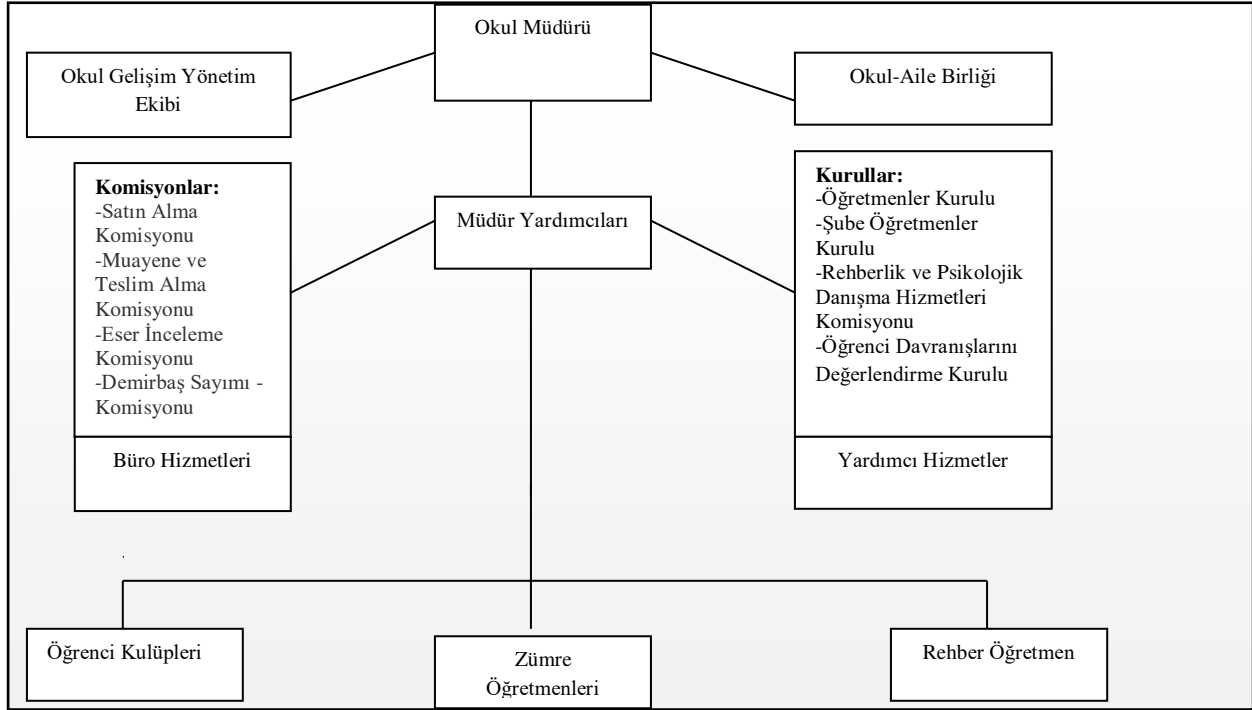 Okul Müdürü
Okul Gelişim Yönetim
Ekibi
Okul-Aile Birliği
Komisyonlar:
-Satın Alma
Komisyonu
-Muayene ve
Teslim Alma
Komisyonu
-Eser İnceleme
Komisyonu
-Demirbaş Sayımı -
Komisyonu
Müdür Yardımcıları
Kurullar:
-Öğretmenler Kurulu
-Şube Öğretmenler
Kurulu
-Rehberlik ve Psikolojik
Danışma Hizmetleri
Komisyonu
-Öğrenci Davranışlarını
Değerlendirme Kurulu
Büro Hizmetleri
Yardımcı Hizmetler
Öğrenci Kulüpleri
Zümre
Öğretmenleri
Rehber Öğretmen